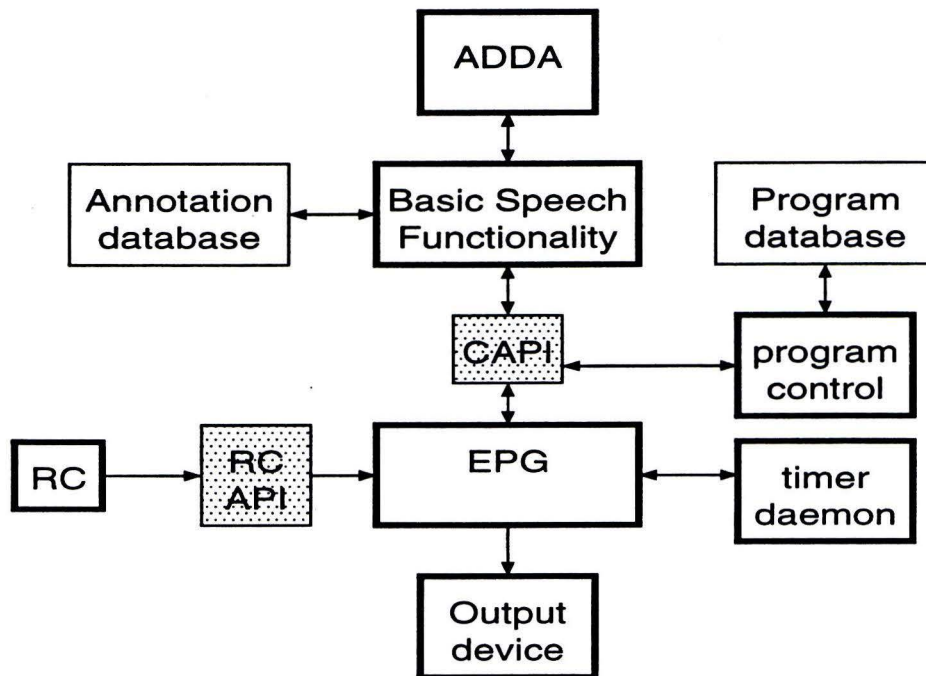 ADDA
Annotation
database
Basic Speech
Functionality
Program
database
CAPI
program
control
RC
RC
API
EPG
timer
daemon
Output
device